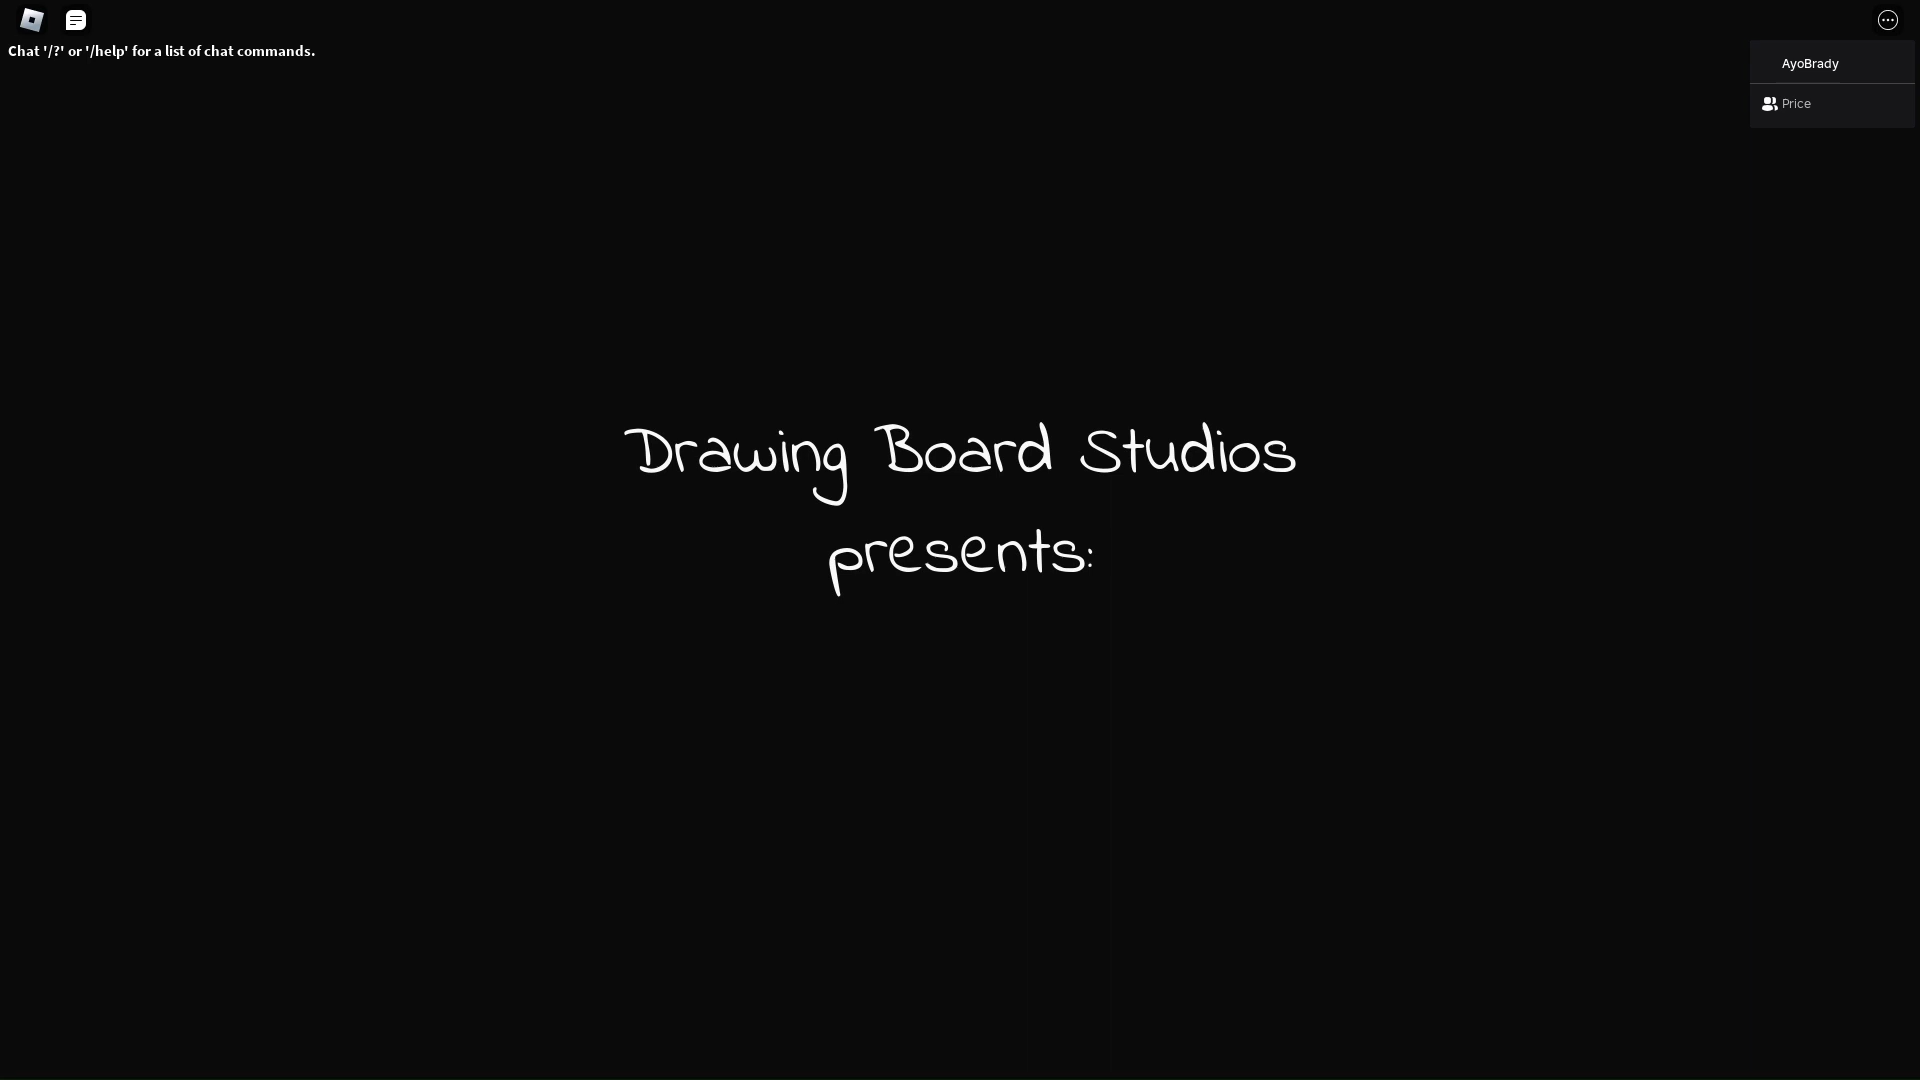 Chat '/?' or '/help' for a list of chat commands.
AyoBrady
Price
Drawing Board Studios
presents: